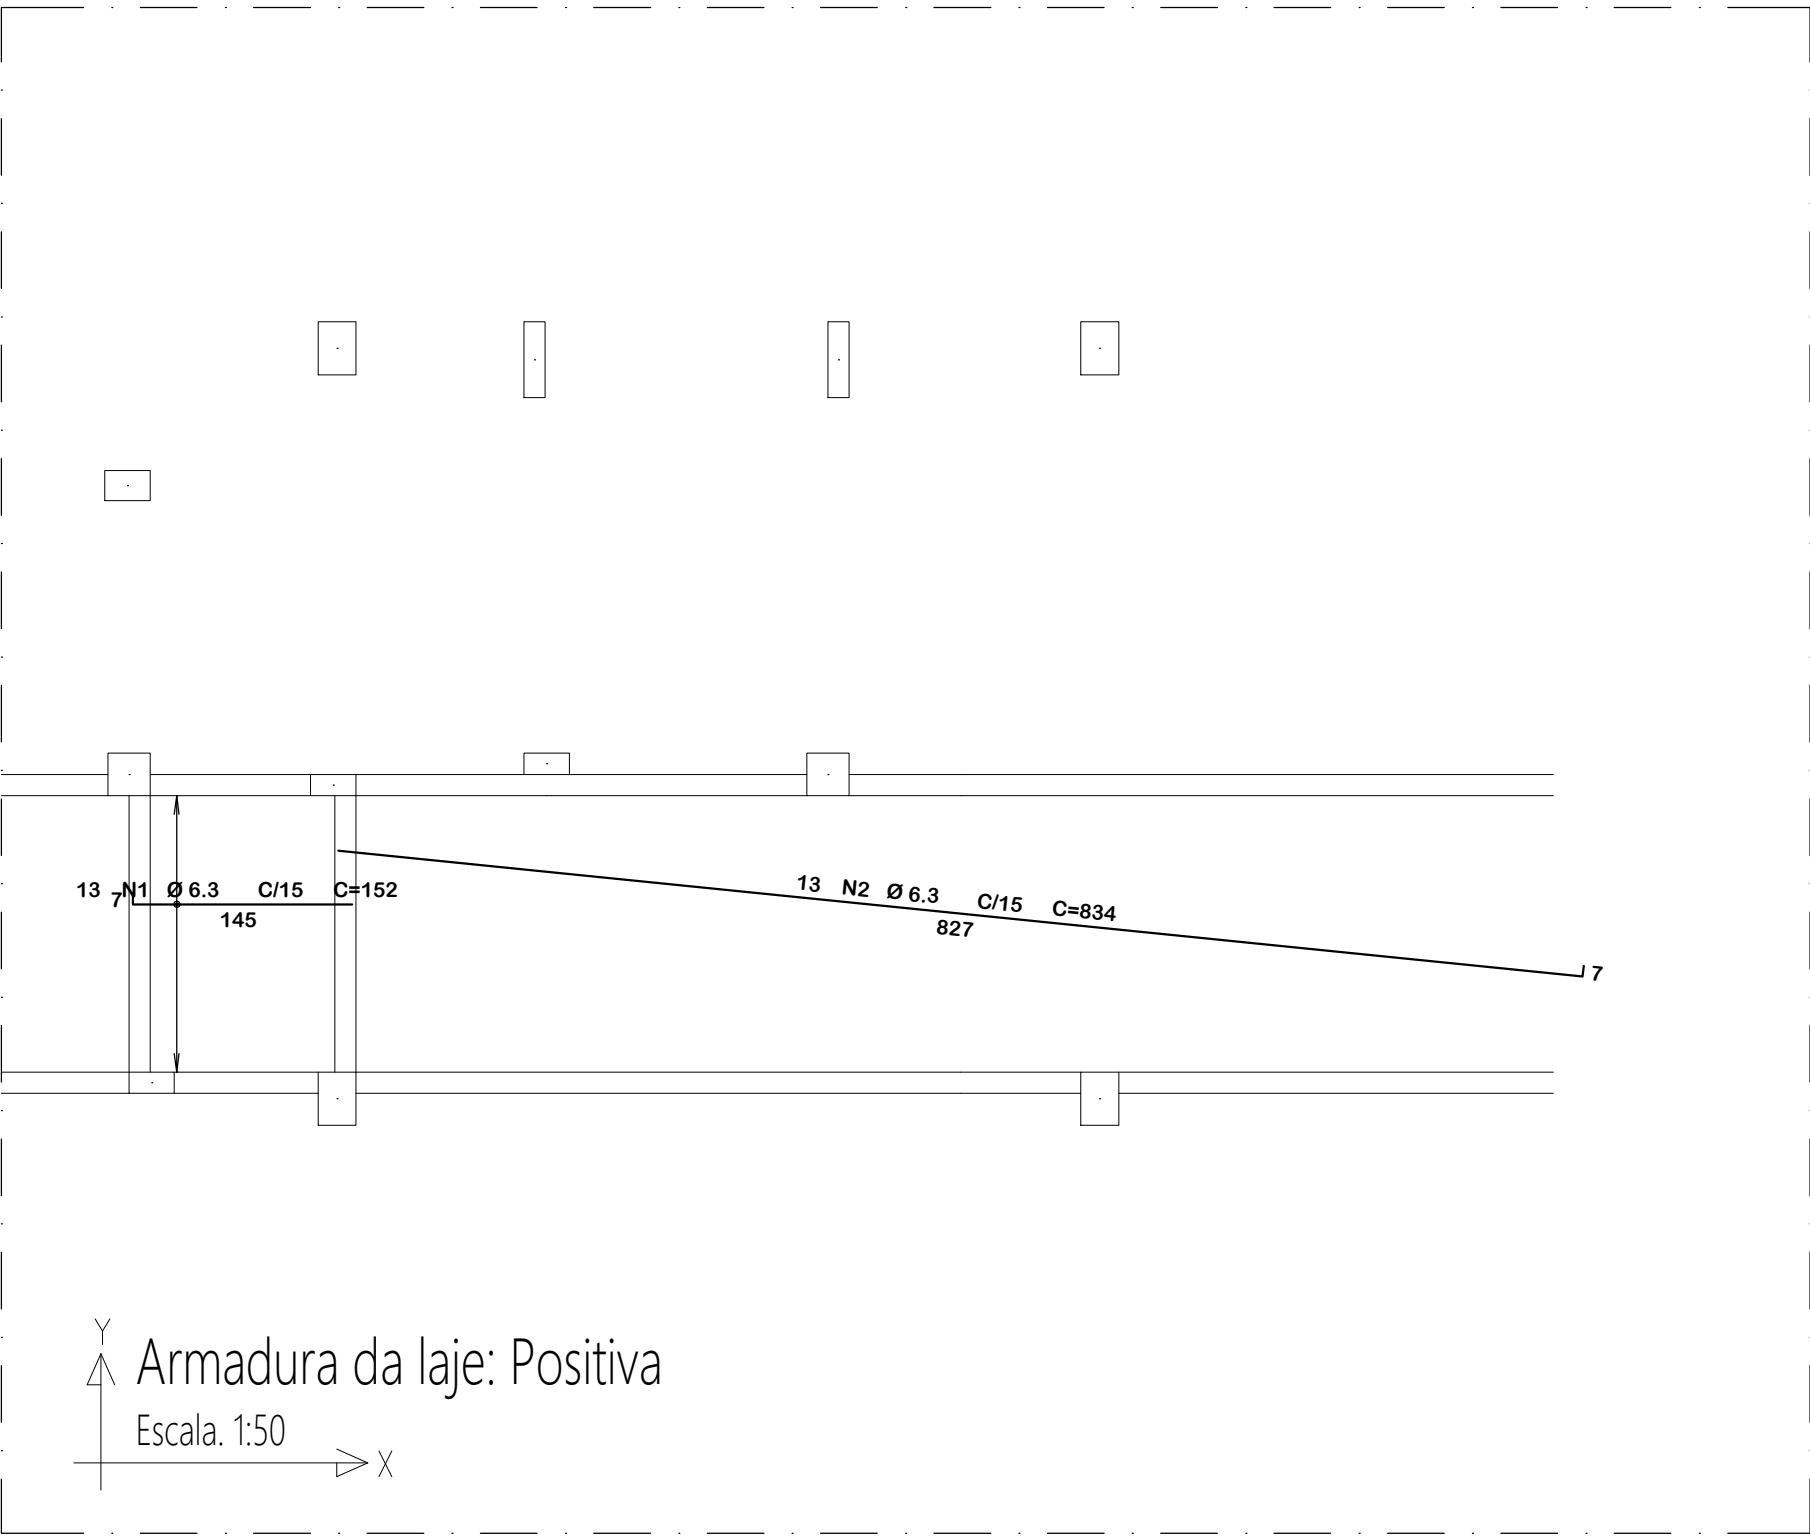 13 N2 Ø 6.3 C/15 C=834
827
7
13 N1 Ø 6.3 C/15 C=152
7
145
Y
Armadura da laje: Positiva
Escala. 1:50
X